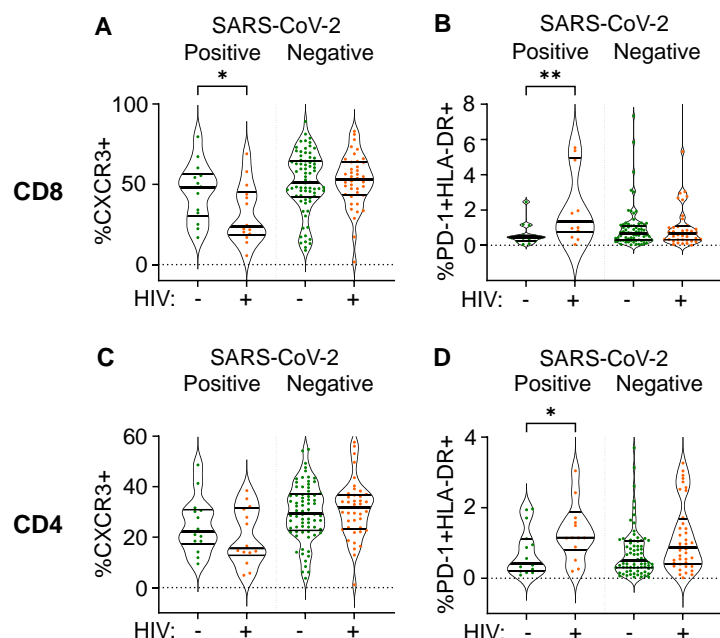 A
SARS-CoV-2
Positive Negative
*
100
50
0
%CXCR3+
CD8
HIV: - + - +
B
SARS-CoV-2
Positive Negative
**
8
6
4
2
0
%PD-1+HLA-DR+
HIV: - + - +
C
SARS-CoV-2
Positive Negative
60
40
20
0
%CXCR3+
CD4
HIV: - + - +
D
SARS-CoV-2
Positive Negative
*
4
2
0
%PD-1+HLA-DR+
HIV: - + - +